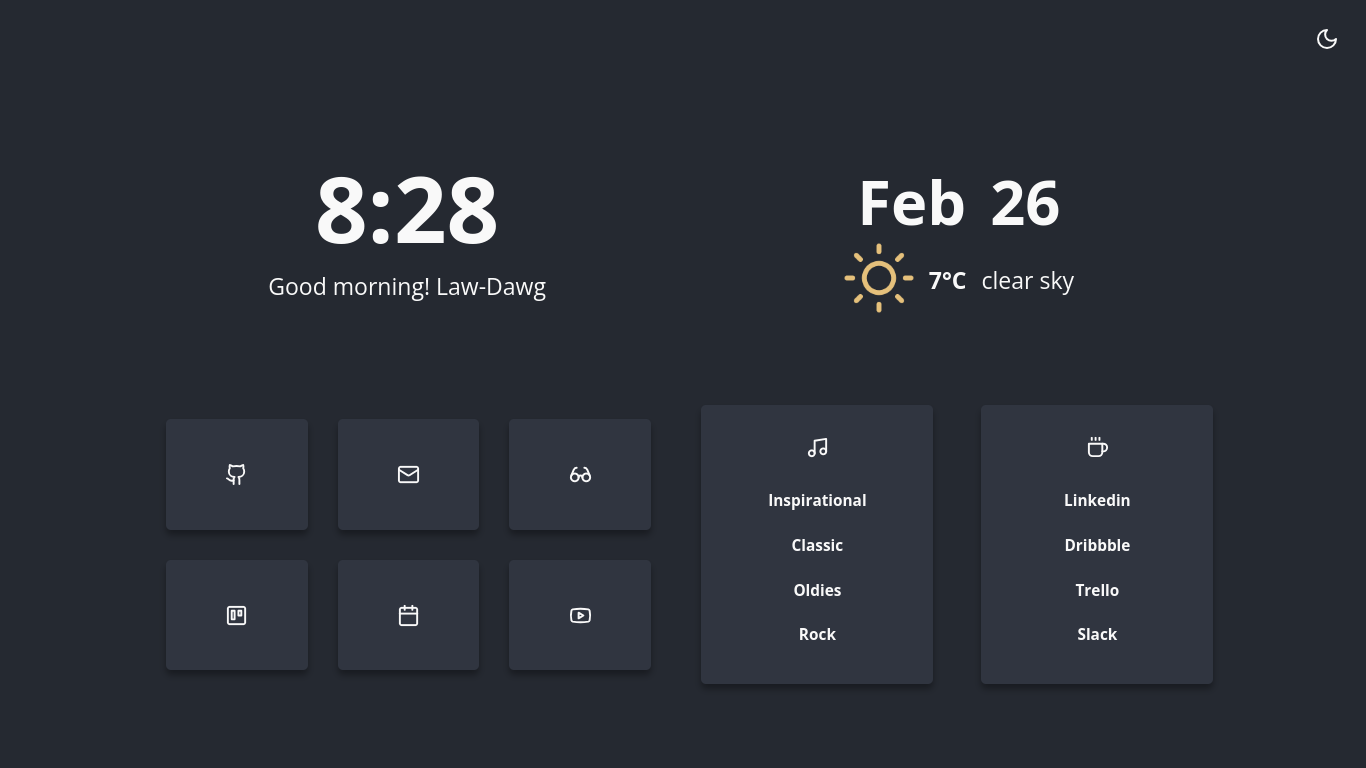 8:28
Good morning! Law-Dawg
Feb 26
7°C clear sky
Inspirational
Classic
Oldies
Rock
Linkedin
Dribbble
Trello
Slack